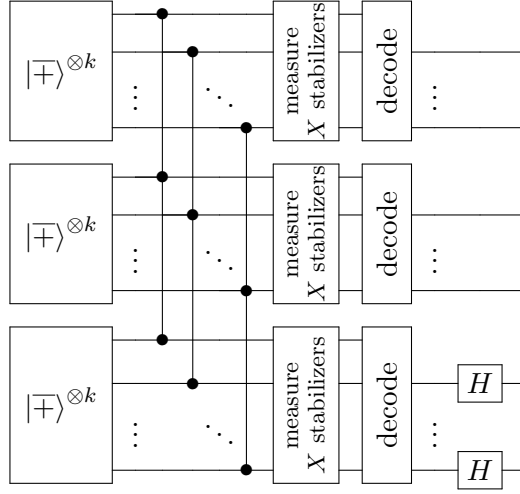 |+̅⟩⊗k
measure
X stabilizers
decode
|+̅⟩⊗k
measure
X stabilizers
decode
|+̅⟩⊗k
measure
X stabilizers
decode
H
H